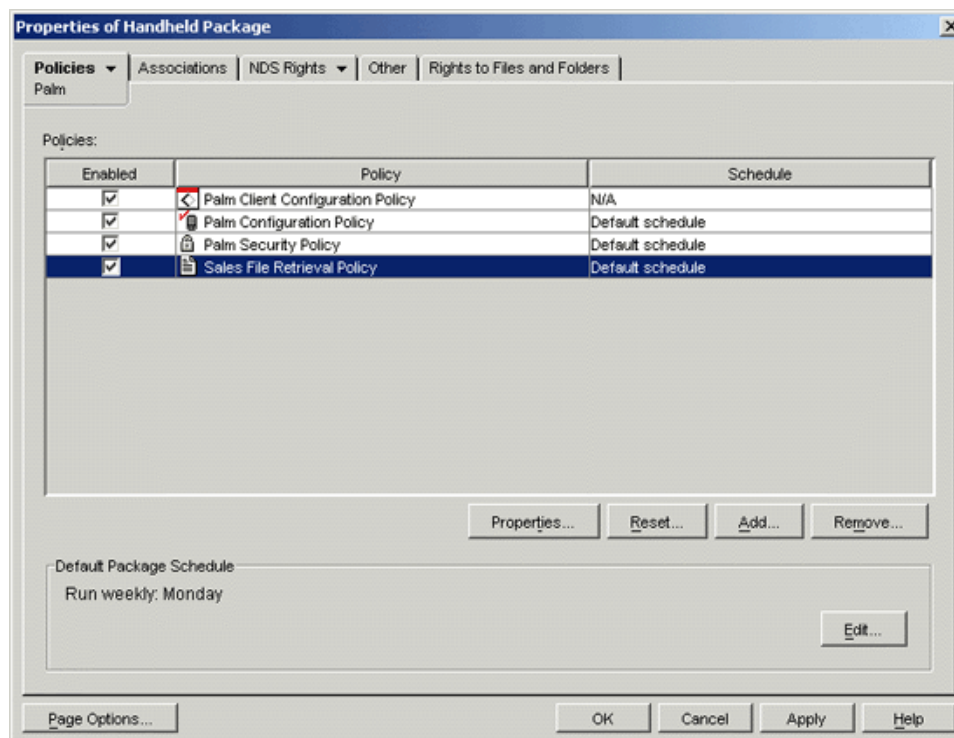 Properties of Handheld Package
Policies Associations NDS Rights Other Rights to Files and Folders
Palm
Policies:
Enabled Policy Schedule
Palm Client Configuration Policy N/A
Palm Configuration Policy Default schedule
Palm Security Policy Default schedule
Sales File Retrieval Policy Default schedule
Properties... Reset... Add... Remove...
Default Package Schedule
Run weekly: Monday
Edit...
Page Options... OK Cancel Apply Help